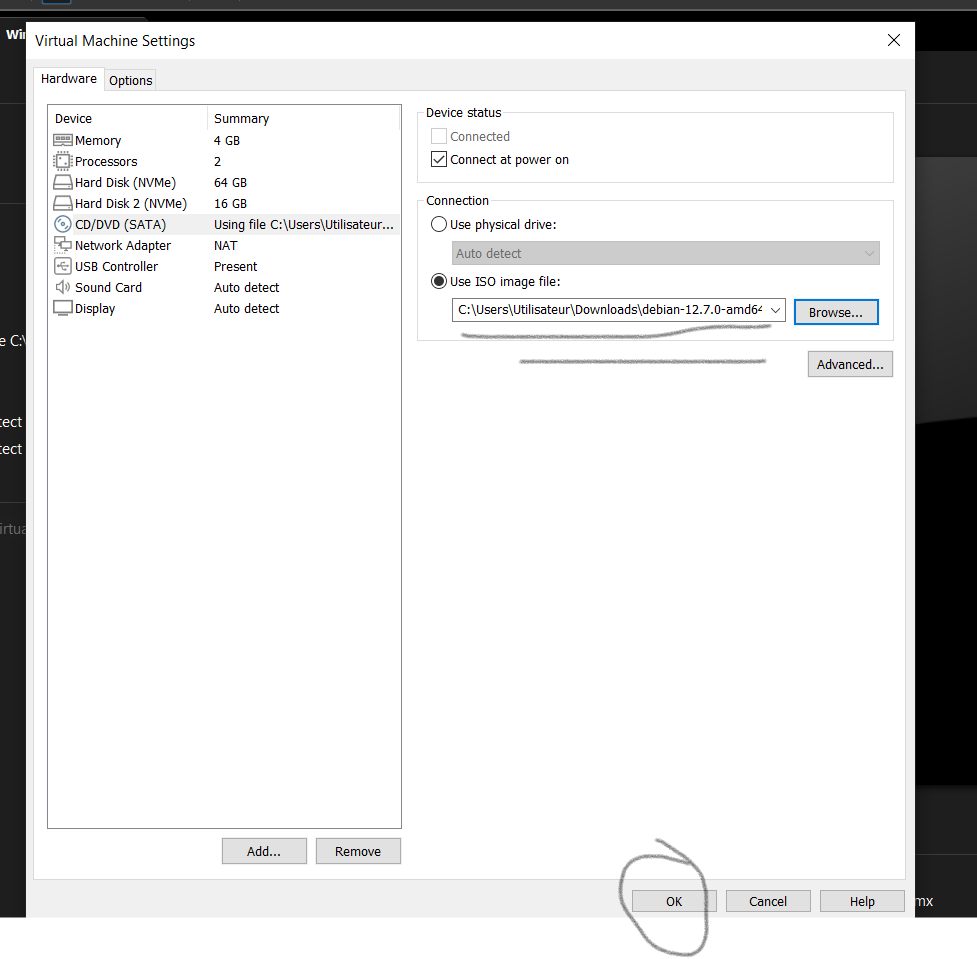 Win
Virtual Machine Settings
Hardware
Options
Device Summary
Memory 4 GB
Processors 2
Hard Disk (NVMe) 64 GB
Hard Disk 2 (NVMe) 16 GB
CD/DVD (SATA) Using file C:\Users\Utilisateur...
Network Adapter NAT
USB Controller Present
Sound Card Auto detect
Display Auto detect
Add...
Remove
Device status
Connected
Connect at power on
Connection
Use physical drive:
Auto detect
Use ISO image file:
C:\Users\Utilisateur\Downloads\debian-12.7.0-amd64
Browse...
Advanced...
OK
Cancel
Help
e C:\
tect
tect
irtua
mx